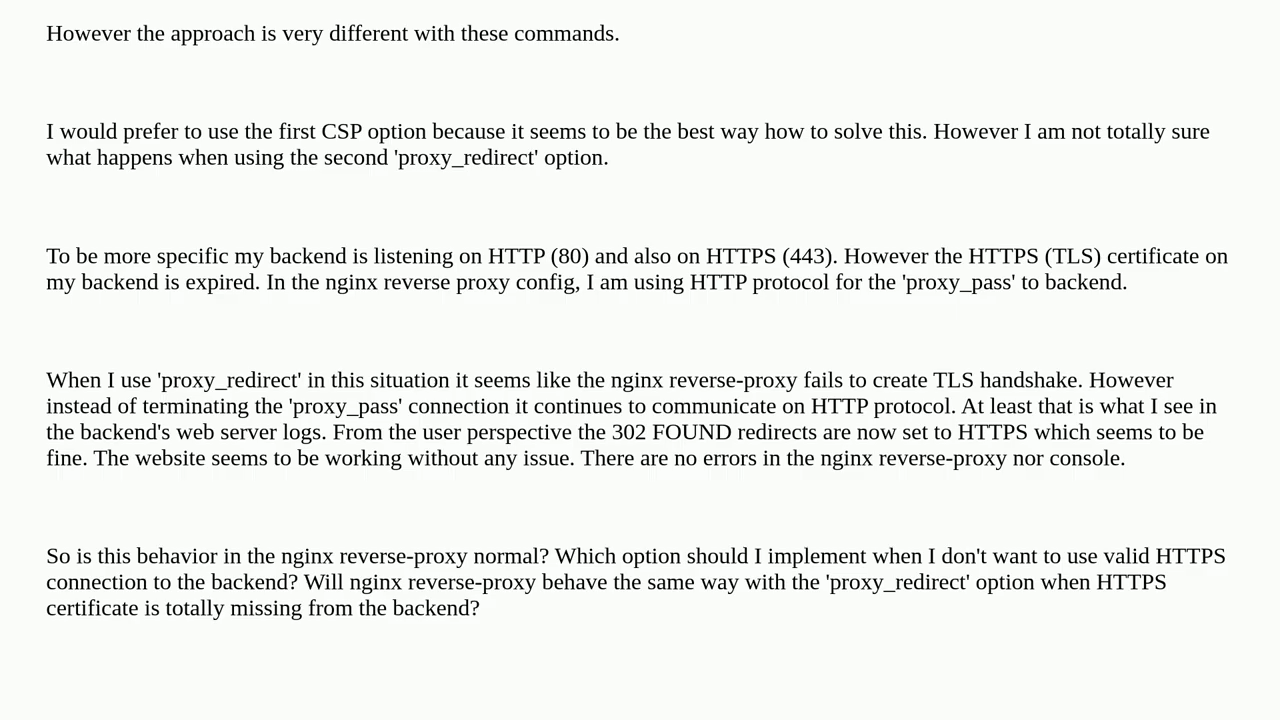 However the approach is very different with these commands.
I would prefer to use the first CSP option because it seems to be the best way how to solve this. However I am not totally sure
what happens when using the second 'proxy_redirect' option.
To be more specific my backend is listening on HTTP (80) and also on HTTPS (443). However the HTTPS (TLS) certificate on
my backend is expired. In the nginx reverse proxy config, I am using HTTP protocol for the 'proxy_pass' to backend.
When I use 'proxy_redirect' in this situation it seems like the nginx reverse-proxy fails to create TLS handshake. However
instead of terminating the 'proxy_pass' connection it continues to communicate on HTTP protocol. At least that is what I see in
the backend's web server logs. From the user perspective the 302 FOUND redirects are now set to HTTPS which seems to be
fine. The website seems to be working without any issue. There are no errors in the nginx reverse-proxy nor console.
So is this behavior in the nginx reverse-proxy normal? Which option should I implement when I don't want to use valid HTTPS
connection to the backend? Will nginx reverse-proxy behave the same way with the 'proxy_redirect' option when HTTPS
certificate is totally missing from the backend?